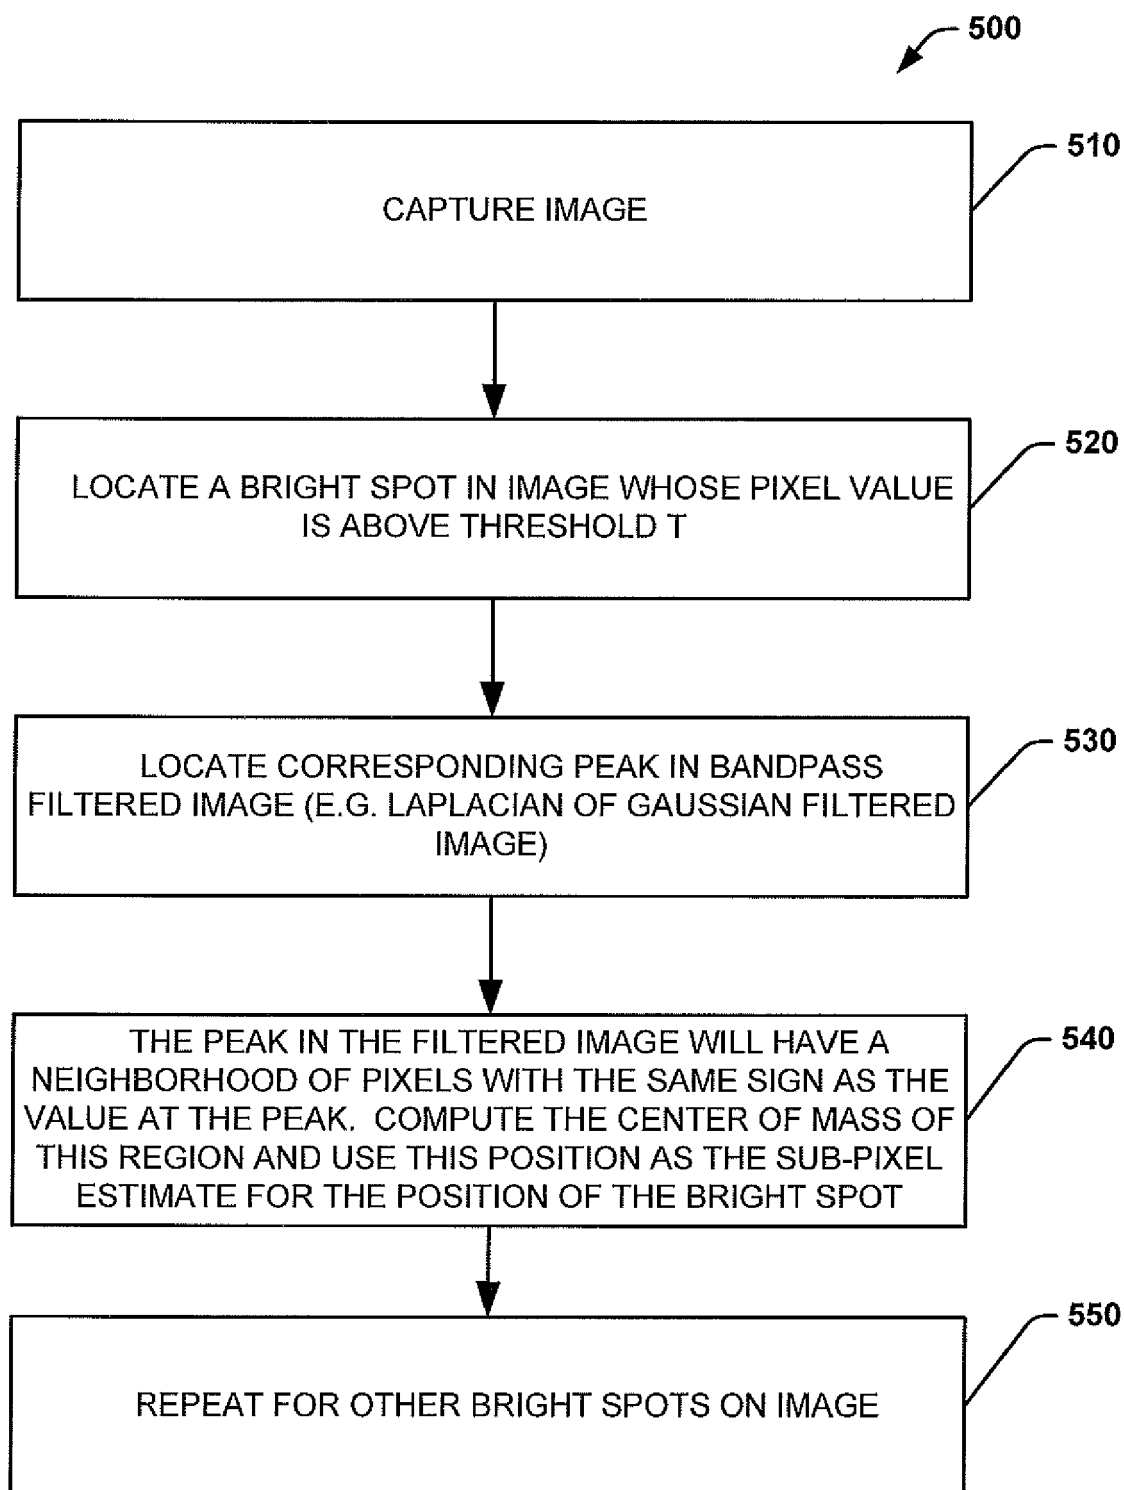 500
510
CAPTURE IMAGE
520
LOCATE A BRIGHT SPOT IN IMAGE WHOSE PIXEL VALUE
IS ABOVE THRESHOLD T
530
LOCATE CORRESPONDING PEAK IN BANDPASS
FILTERED IMAGE (E.G. LAPLACIAN OF GAUSSIAN FILTERED
IMAGE)
540
THE PEAK IN THE FILTERED IMAGE WILL HAVE A
NEIGHBORHOOD OF PIXELS WITH THE SAME SIGN AS THE
VALUE AT THE PEAK.  COMPUTE THE CENTER OF MASS OF
THIS REGION AND USE THIS POSITION AS THE SUB-PIXEL
ESTIMATE FOR THE POSITION OF THE BRIGHT SPOT
550
REPEAT FOR OTHER BRIGHT SPOTS ON IMAGE